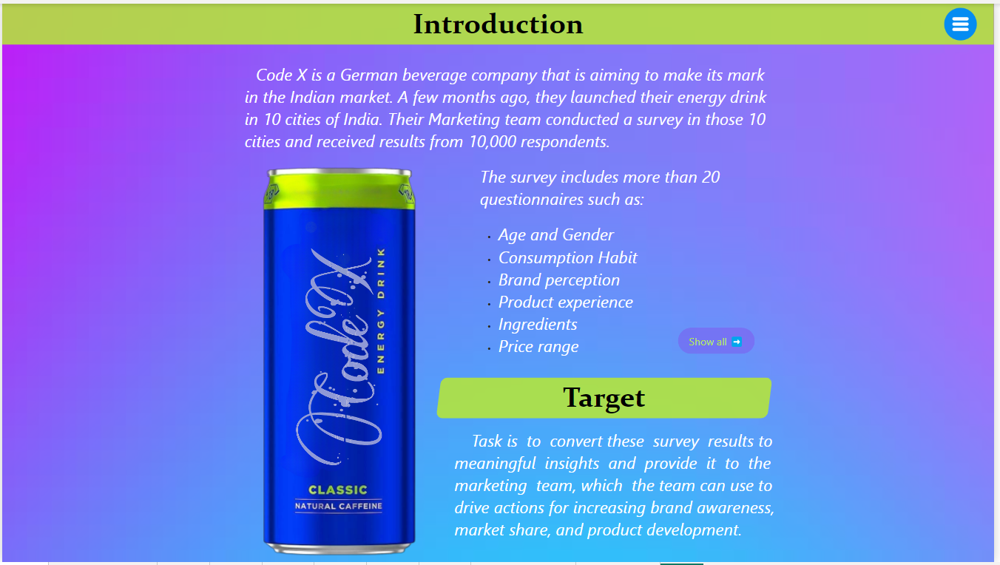 Introduction
Code X is a German beverage company that is aiming to make its mark
in the Indian market. A few months ago, they launched their energy drink
in 10 cities of India. Their Marketing team conducted a survey in those 10
cities and received results from 10,000 respondents.
The survey includes more than 20
questionnaires such as:
· Age and Gender
· Consumption Habit
· Brand perception
· Product experience
· Ingredients
· Price range
Show all
Code X
ENERGY DRINK
CLASSIC
NATURAL CAFFEINE
Target
Task is to convert these survey results to
meaningful insights and provide it to the
marketing team, which the team can use to
drive actions for increasing brand awareness,
market share, and product development.